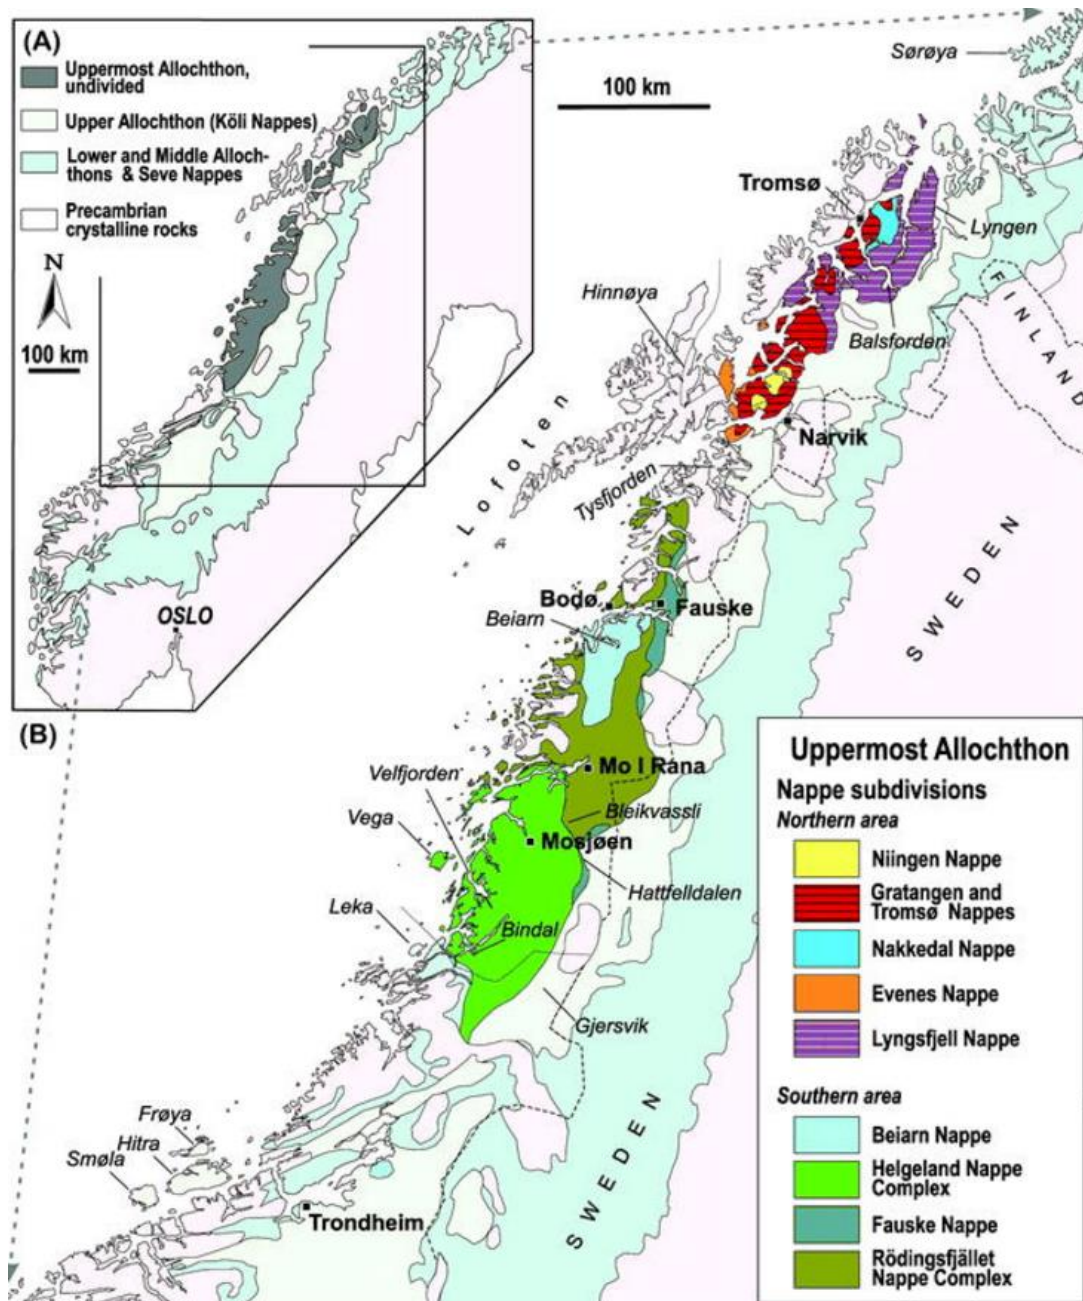 (A)
Uppermost Allochthon,
undivided
Upper Allochthon (Köli Nappes)
Lower and Middle Alloch-
thons & Seve Nappes
Precambrian
crystalline rocks
N
100 km
OSLO
100 km
Sørøya
Tromsø
Lyngen
Hinnøya
FINLAND
Balsforden
Lofoten
Narvik
Tysfjorden
SWEDEN
Bodø
Fauske
Beiarn
(B)
Velfjorden
Mo I Rana
Vega
Bleikvassli
Mosjøen
Hattfelldalen
Leka
Bindal
Gjersvik
SWEDEN
Frøya
Hitra
Smøla
Trondheim
Uppermost Allochthon
Nappe subdivisions
Northern area
Niingen Nappe
Gratangen and
Tromsø Nappes
Nakkedal Nappe
Evenes Nappe
Lyngsfjell Nappe
Southern area
Beiarn Nappe
Helgeland Nappe
Complex
Fauske Nappe
Rödingsfjället
Nappe Complex